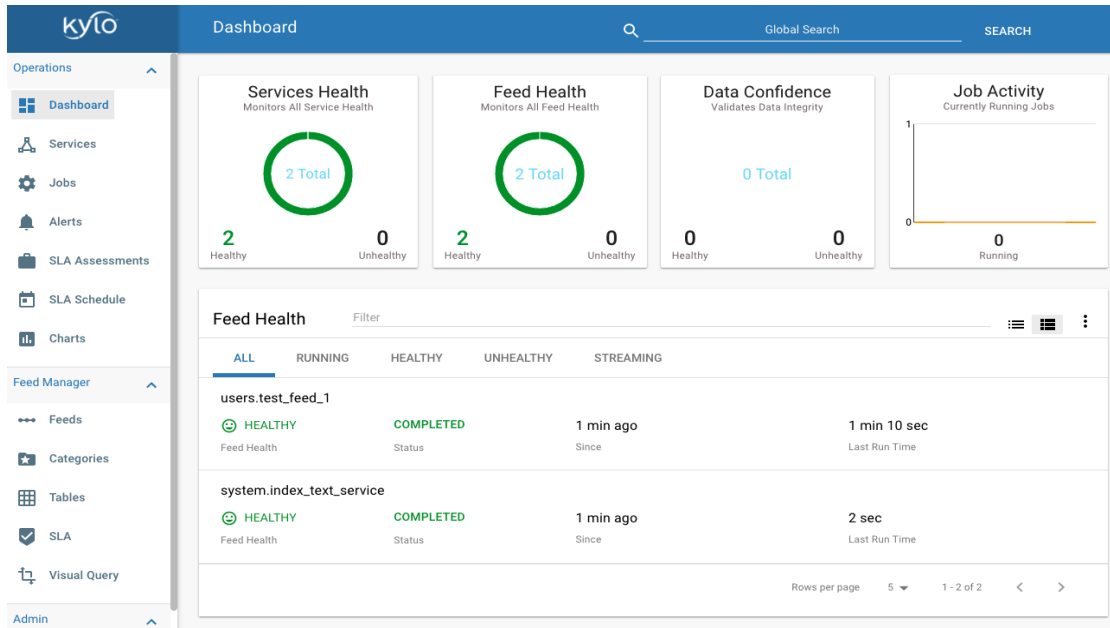 kylo
Dashboard
Global Search
SEARCH
Operations
Dashboard
Services
Jobs
Alerts
SLA Assessments
SLA Schedule
Charts
Feed Manager
Feeds
Categories
Tables
SLA
Visual Query
Admin
Services Health
Monitors All Service Health
2 Total
2
Healthy
0
Unhealthy
Feed Health
Monitors All Feed Health
2 Total
2
Healthy
0
Unhealthy
Data Confidence
Validates Data Integrity
0 Total
0
Healthy
0
Unhealthy
Job Activity
Currently Running Jobs
1
0
0
Running
Feed Health
Filter
ALL RUNNING HEALTHY UNHEALTHY STREAMING
users.test_feed_1
HEALTHY COMPLETED 1 min ago 1 min 10 sec
Feed Health Status Since Last Run Time
system.index_text_service
HEALTHY COMPLETED 1 min ago 2 sec
Feed Health Status Since Last Run Time
Rows per page 5 1 - 2 of 2